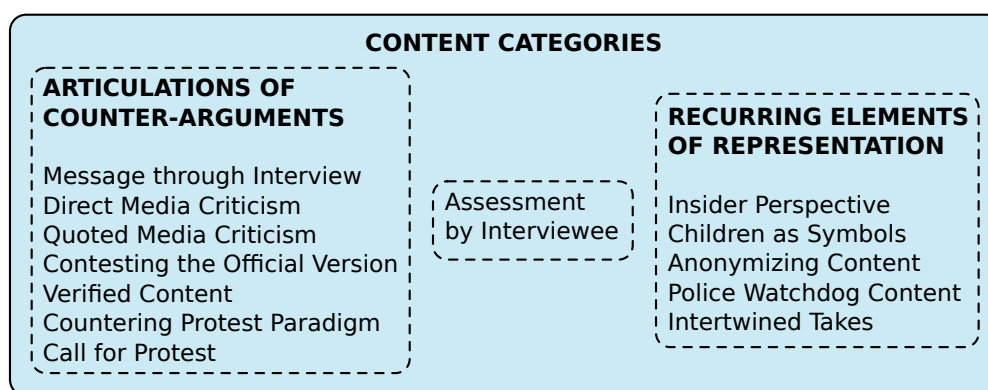 CONTENT CATEGORIES
ARTICULATIONS OF
COUNTER-ARGUMENTS
Message through Interview
Direct Media Criticism
Quoted Media Criticism
Contesting the Official Version
Verified Content
Countering Protest Paradigm
Call for Protest
Assessment
by Interviewee
RECURRING ELEMENTS
OF REPRESENTATION
Insider Perspective
Children as Symbols
Anonymizing Content
Police Watchdog Content
Intertwined Takes